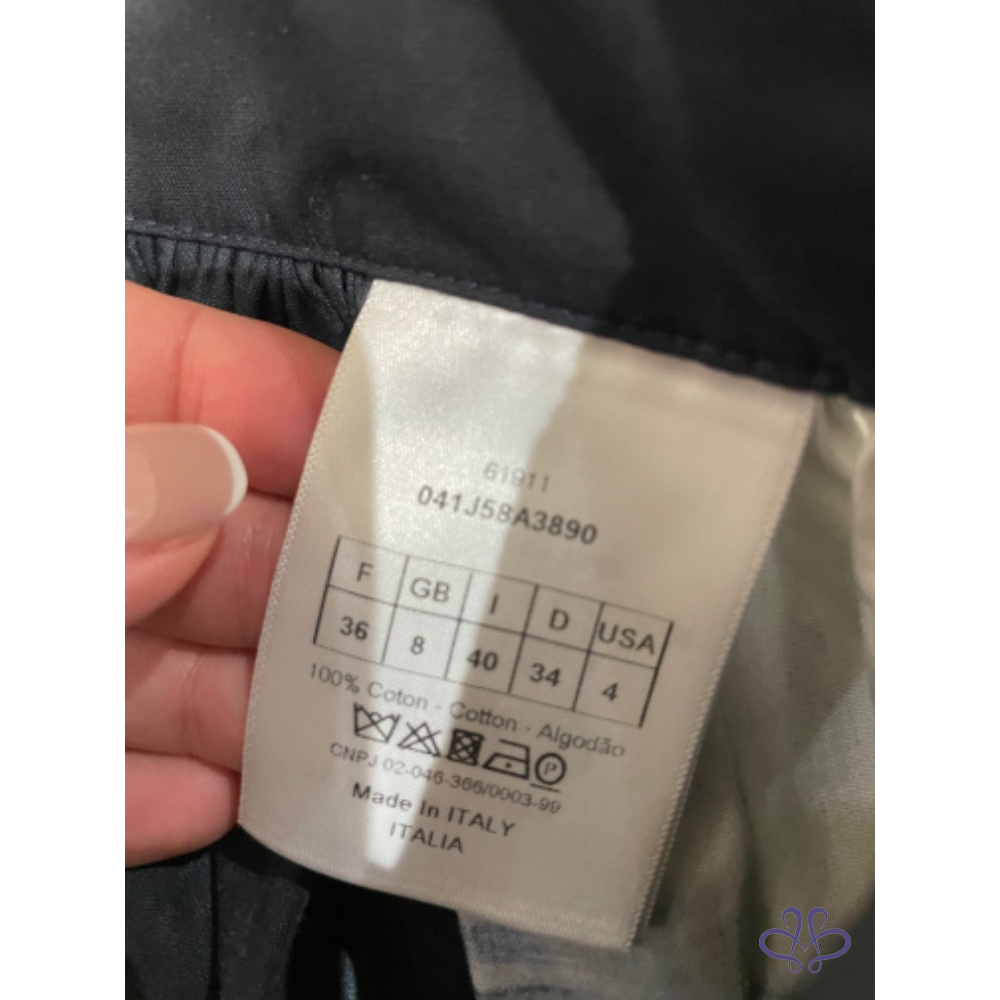 61911
041J58A3890
F GB I D USA
36 8 40 34 4
100% Coton - Cotton - Algodão
P
CNPJ 02-046-366/0003-99
Made In ITALY
ITALIA